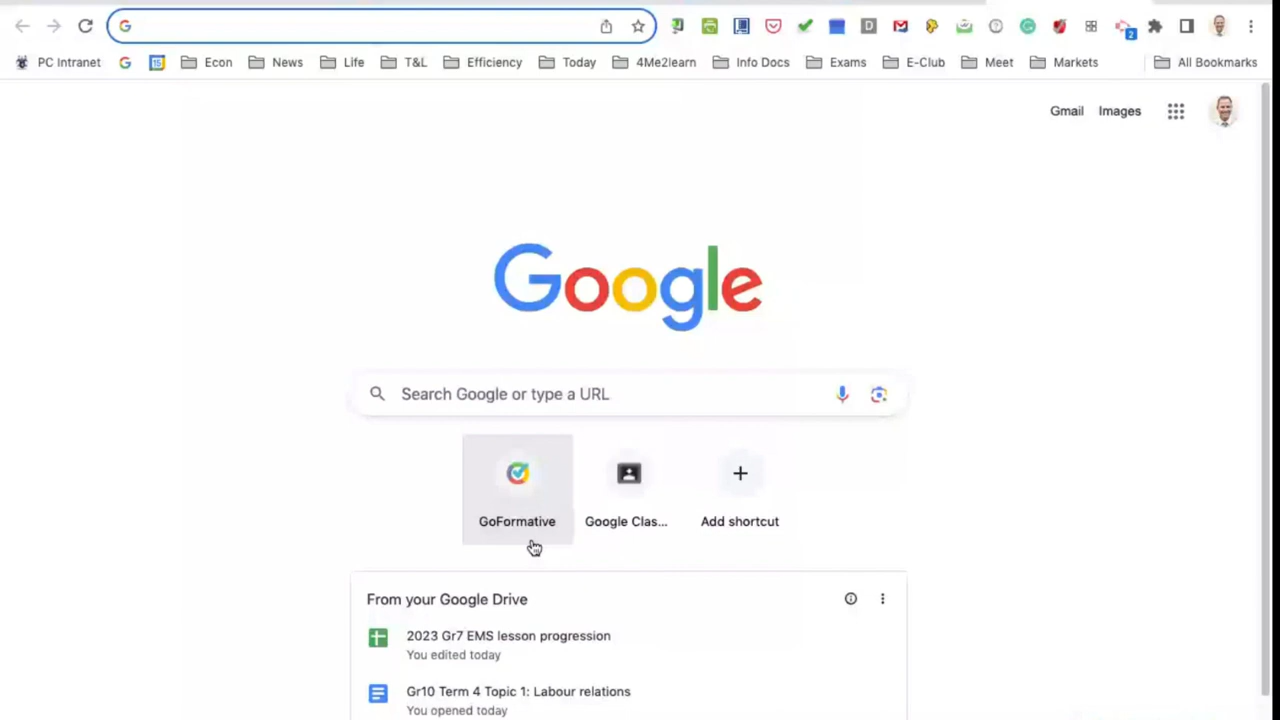 2
PC Intranet Econ News Life T&L Efficiency Today 4Me2learn Info Docs Exams E-Club Meet Markets All Bookmarks
Gmail Images
Google
Search Google or type a URL
GoFormative Google Clas... Add shortcut
From your Google Drive
2023 Gr7 EMS lesson progression
You edited today
Gr10 Term 4 Topic 1: Labour relations
You opened today